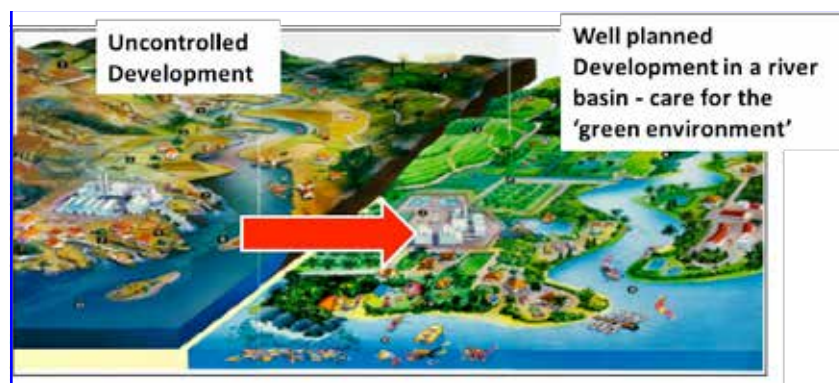 Uncontrolled
Development
Well planned
Development in a river
basin - care for the
‘green environment’